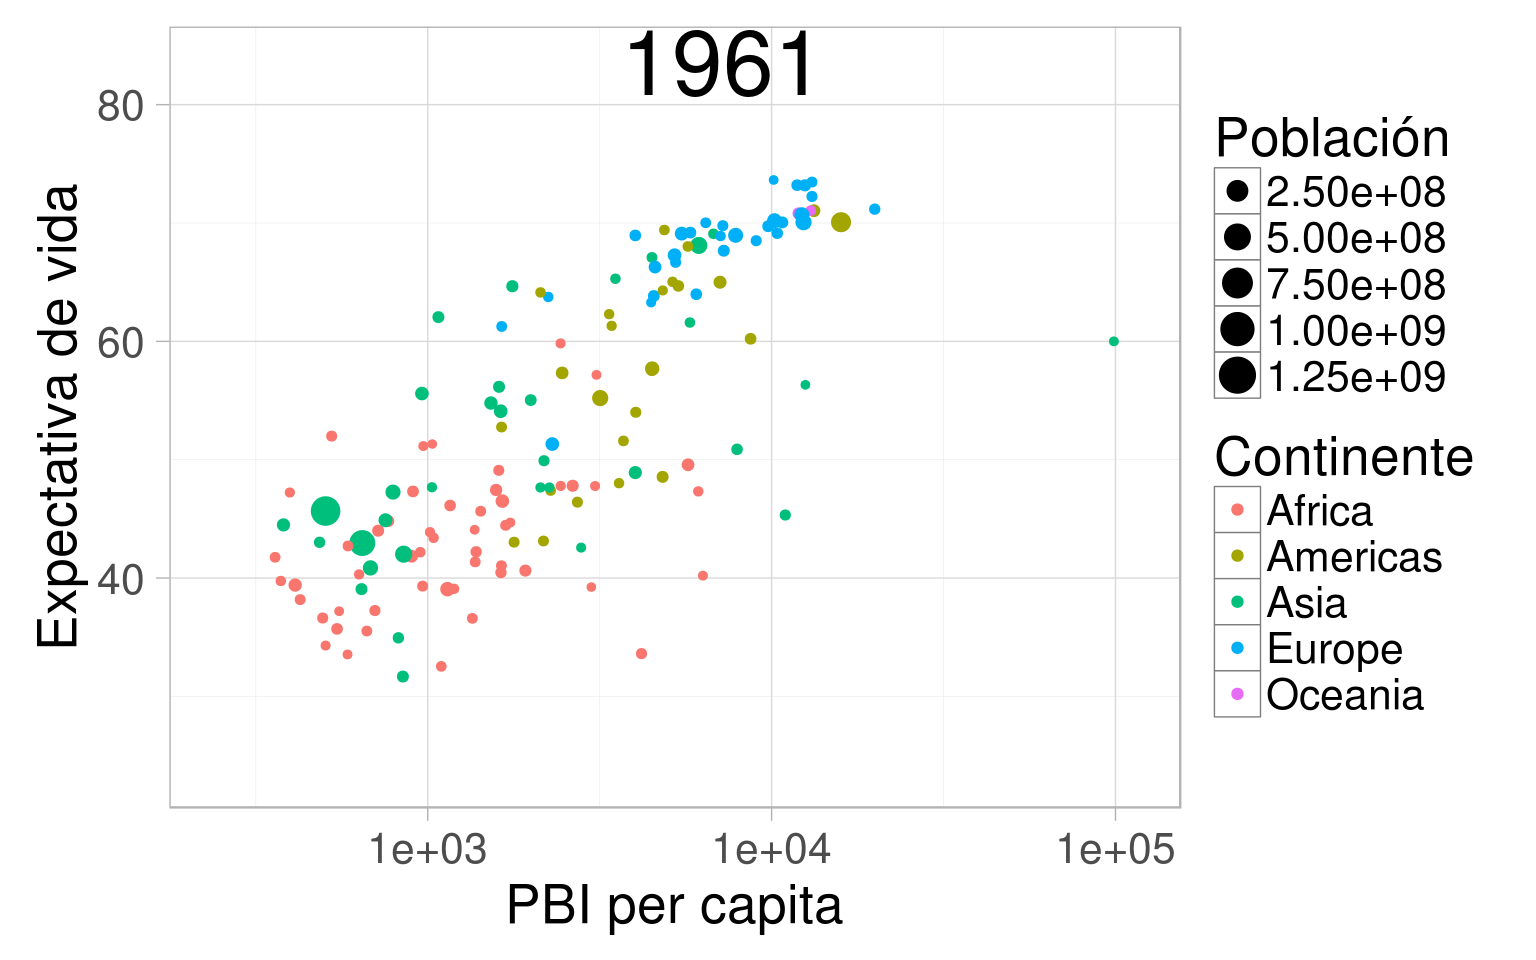 1961
80
60
40
Expectativa de vida
1e+03 1e+04 1e+05
PBI per capita
Población
2.50e+08
5.00e+08
7.50e+08
1.00e+09
1.25e+09
Continente
Africa
Americas
Asia
Europe
Oceania